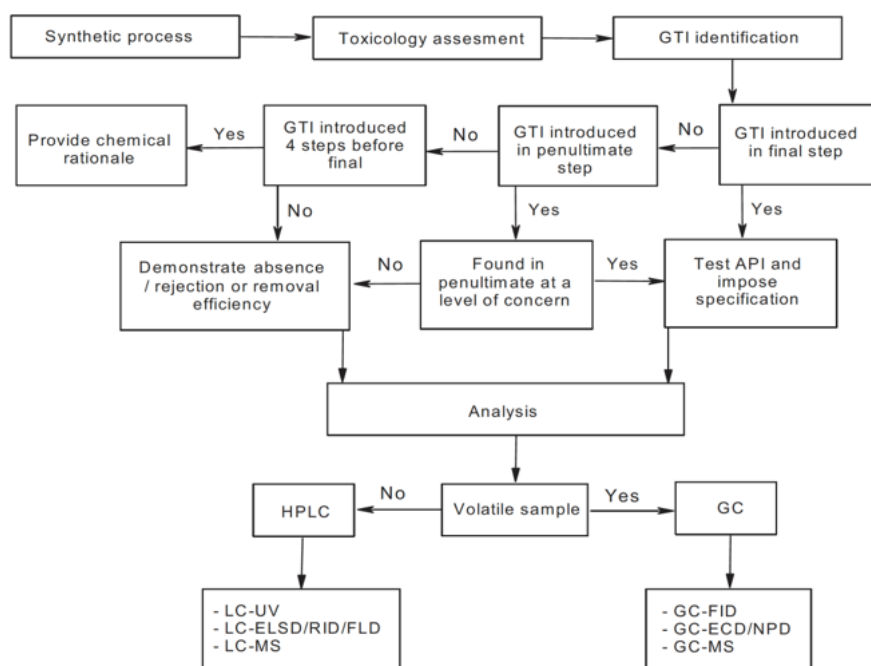 Synthetic process
Toxicology assesment
GTI identification
Provide chemical
rationale
Yes
GTI introduced
4 steps before
final
No
GTI introduced
in penultimate
step
No
GTI introduced
in final step
No
Yes
Yes
Demonstrate absence
/ rejection or removal
efficiency
No
Found in
penultimate at a
level of concern
Yes
Test API and
impose
specification
Analysis
HPLC
No
Volatile sample
Yes
GC
- LC-UV
- LC-ELSD/RID/FLD
- LC-MS
- GC-FID
- GC-ECD/NPD
- GC-MS